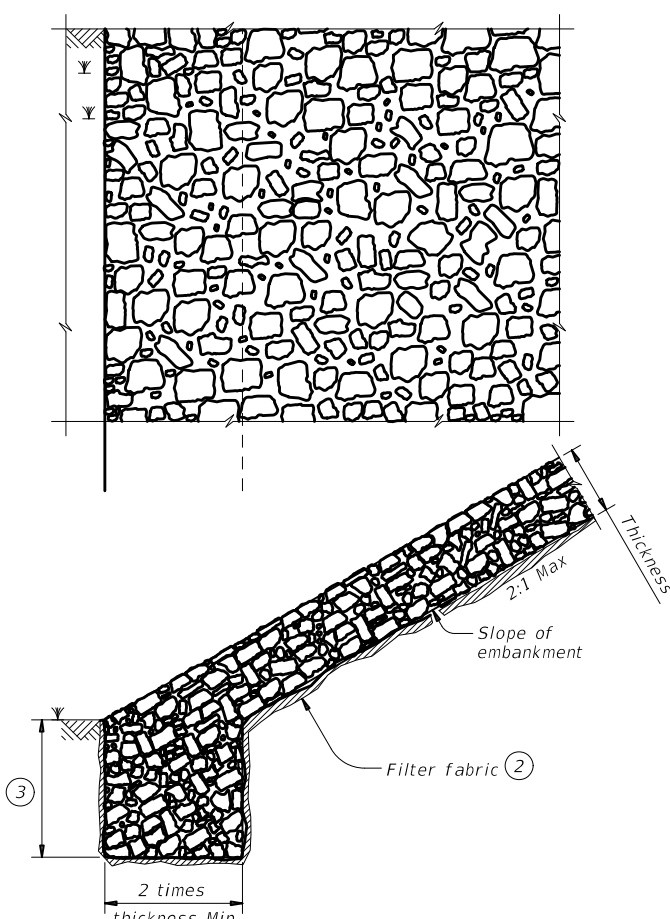 Thickness
2:1 Max
Slope of
embankment
Filter fabric 2
3
2 times
thickness Min